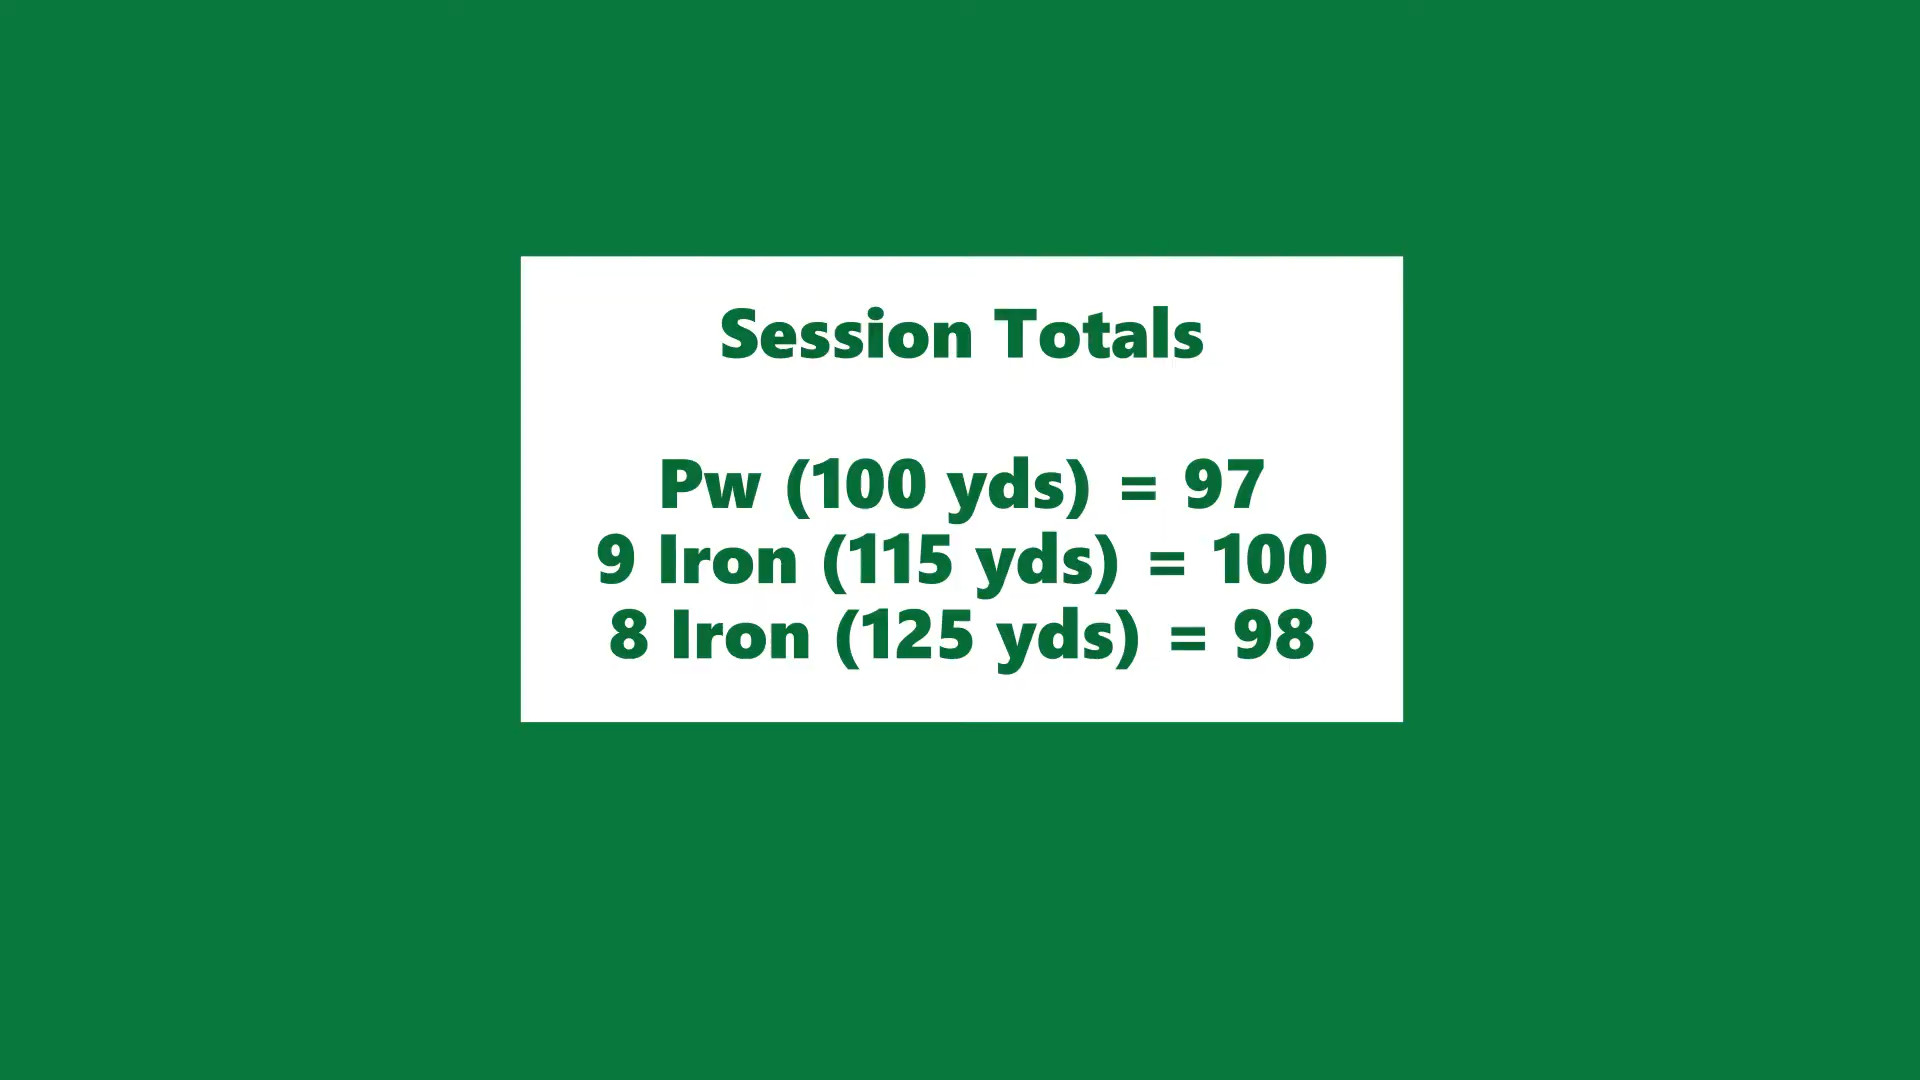 Session Totals
Pw (100 yds) = 97
9 Iron (115 yds) = 100
8 Iron (125 yds) = 98